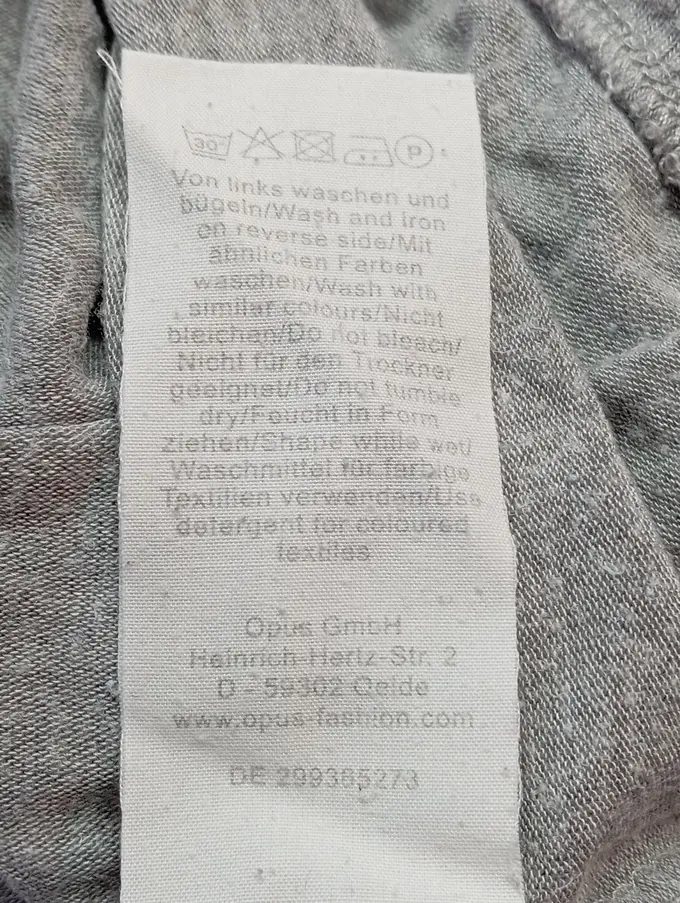 30 P
Von links waschen und
bügeln/Wash and iron
on reverse side/Mit
ähnlichen Farben
waschen/Wash with
similar colours/Nicht
bleichen/Do not bleach/
Nicht für den Trockner
geeignet/Do not tumble
dry/Feucht in Form
ziehen/Shape while wet/
Waschmittel für farbige
Textilien verwenden/Use
detergent for coloured
textiles
Opus GmbH
Heinrich-Hertz-Str. 2
D - 59302 Oelde
www.opus-fashion.com
DE 299385273